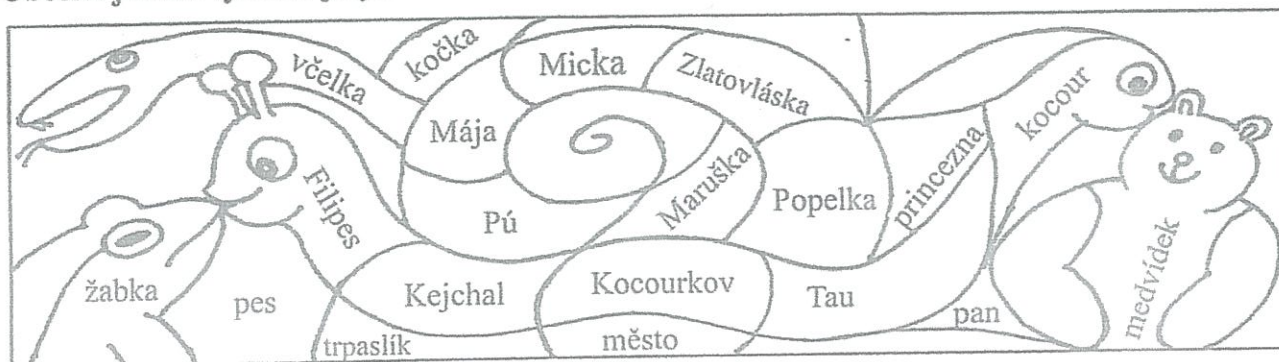 včelka
kočka
Micka
Zlatovláska
kocour
Mája
princezna
Maruška
Popelka
Filipes
Pú
medvídek
žabka
pes
Kejchal
Kocourkov
Tau
pan
trpaslík
město